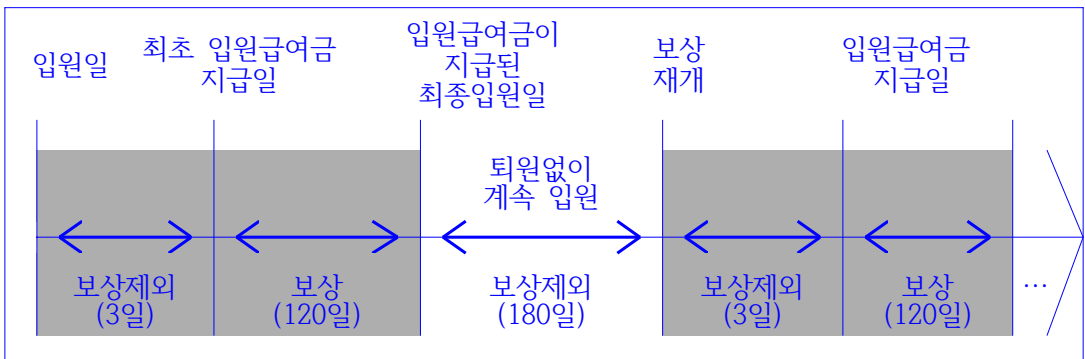 입원일
최초 입원급여금
지급일
입원급여금이
지급된
최종입원일
보상
재개
입원급여금
지급일
퇴원없이
계속 입원
보상제외
(3일)
보상
(120일)
보상제외
(180일)
보상제외
(3일)
보상
(120일)
…